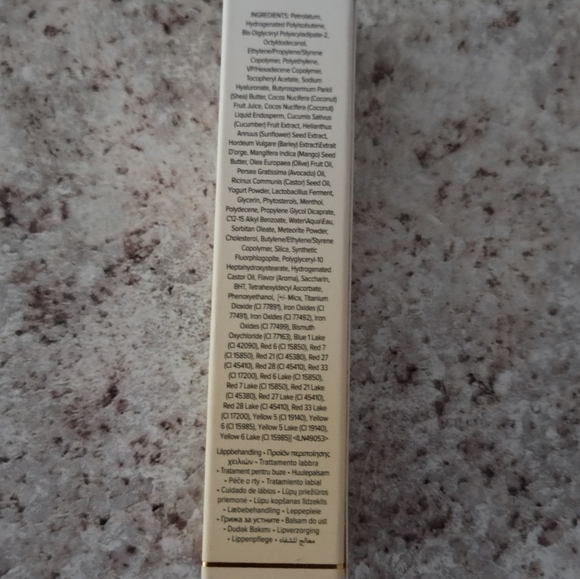 INGREDIENTS: Petrolatum,
Hydrogenated Polyisobutene,
Bis-Diglyceryl Polyacyladipate-2,
Octyldodecanol,
Ethylene/Propylene/Styrene
Copolymer, Polyethylene,
VP/Hexadecene Copolymer,
Tocopheryl Acetate, Sodium
Hyaluronate, Butyrospermum Parkii
(Shea) Butter, Cocos Nucifera (Coconut)
Fruit Juice, Cocos Nucifera (Coconut)
Liquid Endosperm, Cucumis Sativus
(Cucumber) Fruit Extract, Helianthus
Annuus (Sunflower) Seed Extract,
Hordeum Vulgare (Barley) Extract\Extrait
D'orge, Mangifera Indica (Mango) Seed
Butter, Olea Europaea (Olive) Fruit Oil,
Persea Gratissima (Avocado) Oil,
Ricinus Communis (Castor) Seed Oil,
Yogurt Powder, Lactobacillus Ferment,
Glycerin, Phytosterols, Menthol,
Polydecene, Propylene Glycol Dicaprate,
C12-15 Alkyl Benzoate, Water\Aqua\Eau,
Sorbitan Oleate, Meteorite Powder,
Cholesterol, Butylene/Ethylene/Styrene
Copolymer, Silica, Synthetic
Fluorphlogopite, Polyglyceryl-10
Heptahydroxystearate, Hydrogenated
Castor Oil, Flavor (Aroma), Saccharin,
BHT, Tetrahexyldecyl Ascorbate,
Phenoxyethanol, [+/- Mica, Titanium
Dioxide (CI 77891), Iron Oxides (CI
77491), Iron Oxides (CI 77492), Iron
Oxides (CI 77499), Bismuth
Oxychloride (CI 77163), Blue 1 Lake
(CI 42090), Red 6 (CI 15850), Red 7
(CI 15850), Red 21 (CI 45380), Red 27
(CI 45410), Red 28 (CI 45410), Red 33
(CI 17200), Red 6 Lake (CI 15850),
Red 7 Lake (CI 15850), Red 21 Lake
(CI 45380), Red 27 Lake (CI 45410),
Red 28 Lake (CI 45410), Red 33 Lake
(CI 17200), Yellow 5 (CI 19140), Yellow
6 (CI 15985), Yellow 5 Lake (CI 19140),
Yellow 6 Lake (CI 15985)] <ILN49053>
Läppbehandling • Προϊόν περιποίησης
χειλιών • Trattamento labbra
• Tratament pentru buze • Huulepalsam
• Péče o rty • Tratamiento labial
• Cuidado de lábios • Lūpų priežiūros
priemonė • Lūpu kopšanas līdzeklis
• Læbebehandling • Leppepleie
• Грижа за устните • Balsam do ust
• Dudak Bakımı • Lipverzorging
• Lippenpflege • معالج للشفاه